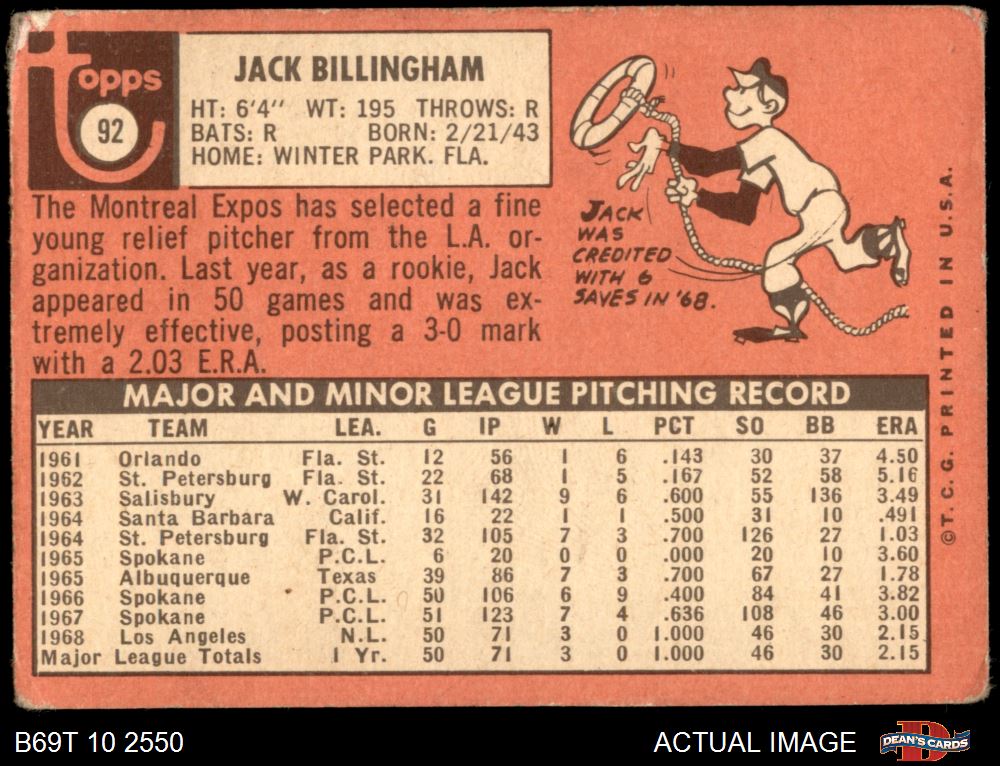 topps
92
JACK BILLINGHAM
HT: 6'4" WT: 195 THROWS: R
BATS: R BORN: 2/21/43
HOME: WINTER PARK. FLA.
The Montreal Expos has selected a fine
young relief pitcher from the L.A. or-
ganization. Last year, as a rookie, Jack
appeared in 50 games and was ex-
tremely effective, posting a 3-0 mark
with a 2.03 E.R.A.
JACK
WAS
CREDITED
WITH 6
SAVES IN '68.
©T.C.G. PRINTED IN U.S.A.
MAJOR AND MINOR LEAGUE PITCHING RECORD
YEAR TEAM LEA. G IP W L PCT SO BB ERA
1961 Orlando Fla. St. 12 56 1 6 .143 30 37 4.50
1962 St. Petersburg Fla. St. 22 68 1 5 .167 52 58 5.16
1963 Salisbury W. Carol. 31 142 9 6 .600 55 136 3.49
1964 Santa Barbara Calif. 16 22 1 1 .500 31 10 .491
1964 St. Petersburg Fla. St. 32 105 7 3 .700 126 27 1.03
1965 Spokane P.C.L. 6 20 0 0 .000 20 10 3.60
1965 Albuquerque Texas 39 86 7 3 .700 67 27 1.78
1966 Spokane P.C.L. 50 106 6 9 .400 84 41 3.82
1967 Spokane P.C.L. 51 123 7 4 .636 108 46 3.00
1968 Los Angeles N.L. 50 71 3 0 1.000 46 30 2.15
Major League Totals 1 Yr. 50 71 3 0 1.000 46 30 2.15
B69T 10 2550
ACTUAL IMAGE
D
DEAN'S CARDS